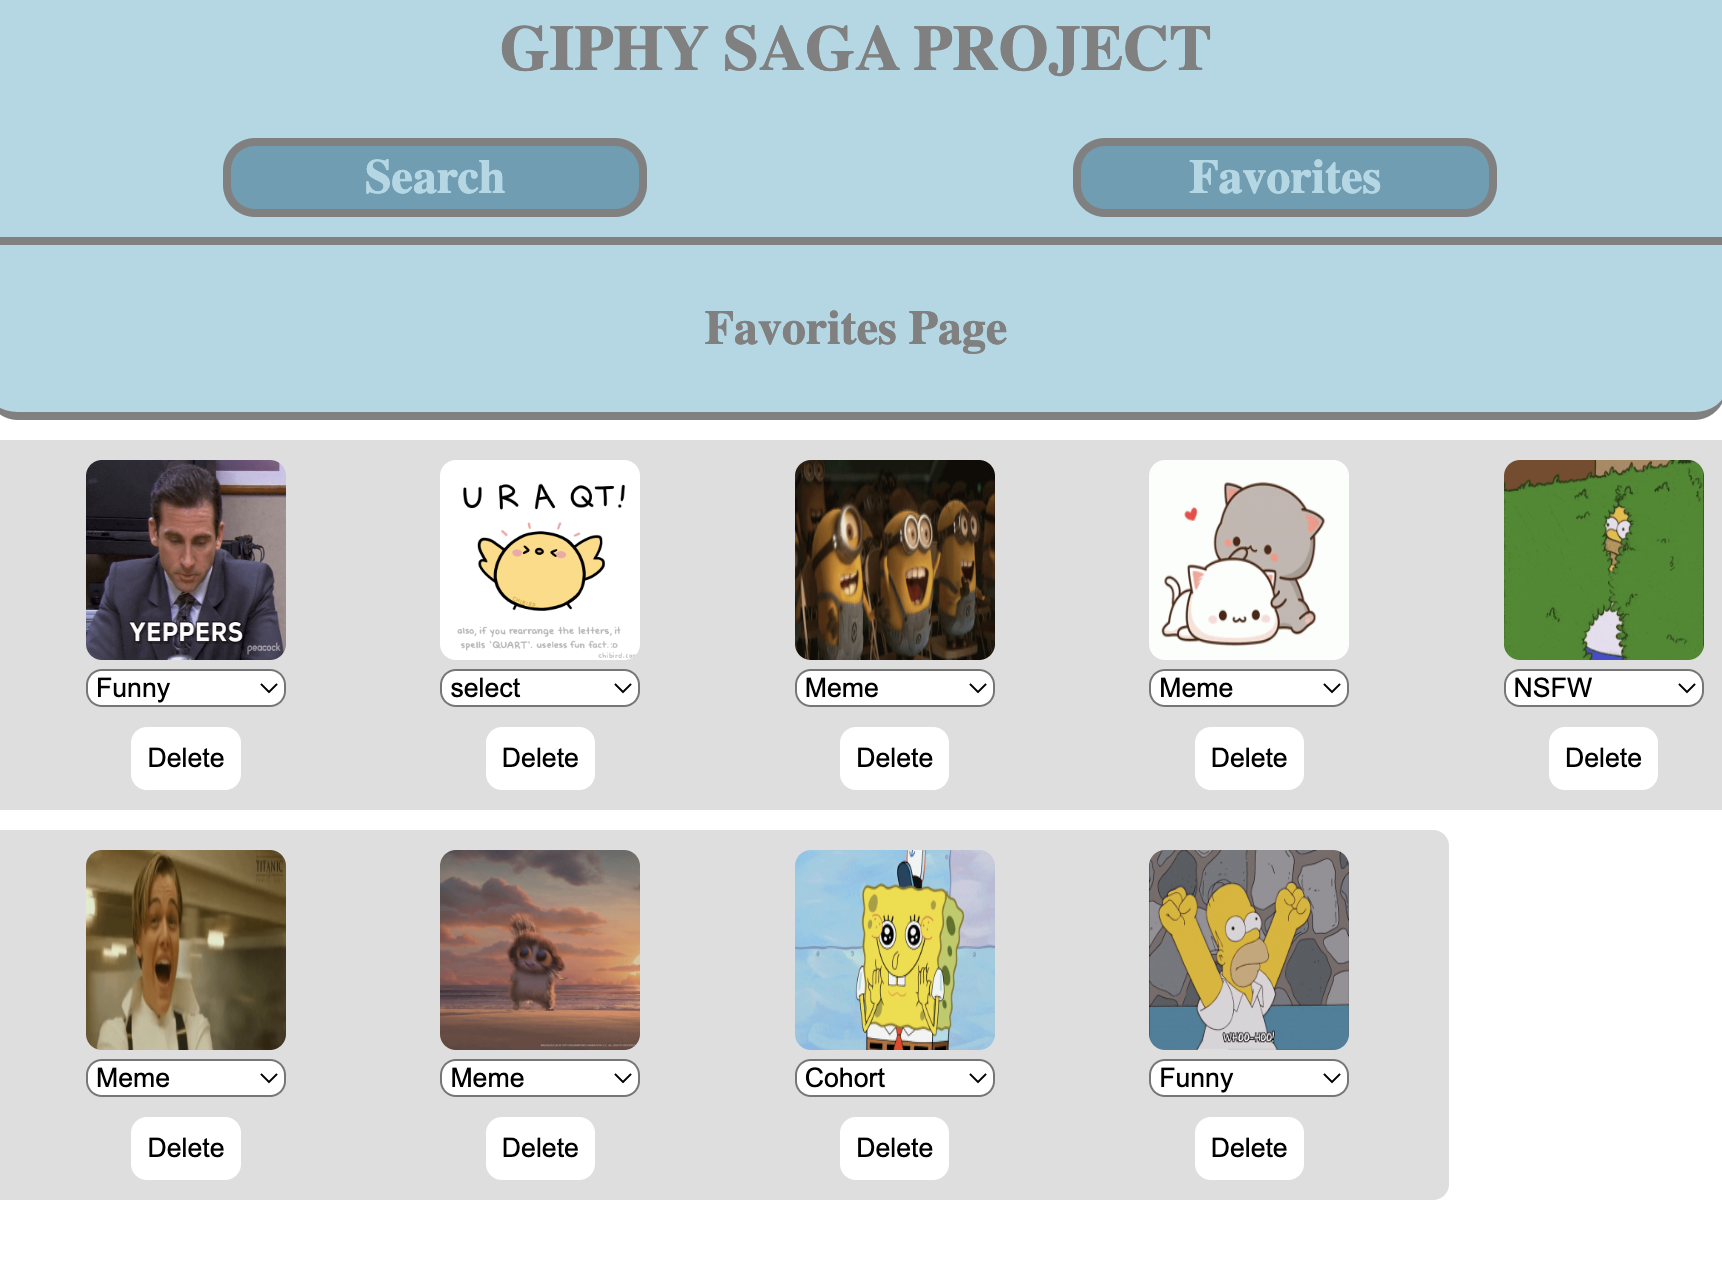 GIPHY SAGA PROJECT
Search Favorites
Favorites Page
YEPPERS
peacock
U R A QT!
also, if you rearrange the letters, it
spells 'QUART'. useless fun fact. :D
Funny select Meme Meme NSFW
Delete Delete Delete Delete Delete
TITANIC
WHOO-HOO!
Meme Meme Cohort Funny
Delete Delete Delete Delete